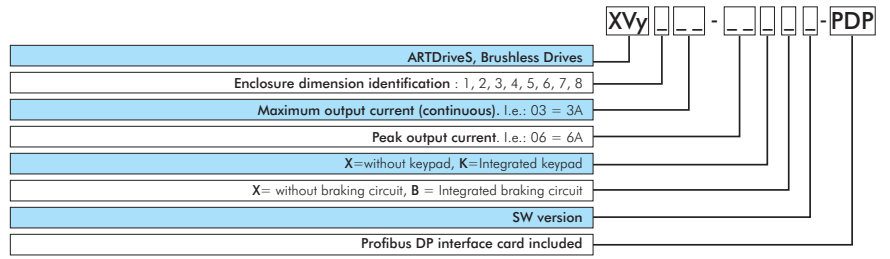 XVy _ _ _ - _ _ _ _ _ - PDP
ARTDriveS, Brushless Drives
Enclosure dimension identification : 1, 2, 3, 4, 5, 6, 7, 8
Maximum output current (continuous). I.e.: 03 = 3A
Peak output current. I.e.: 06 = 6A
X=without keypad, K=Integrated keypad
X= without braking circuit, B = Integrated braking circuit
SW version
Profibus DP interface card included